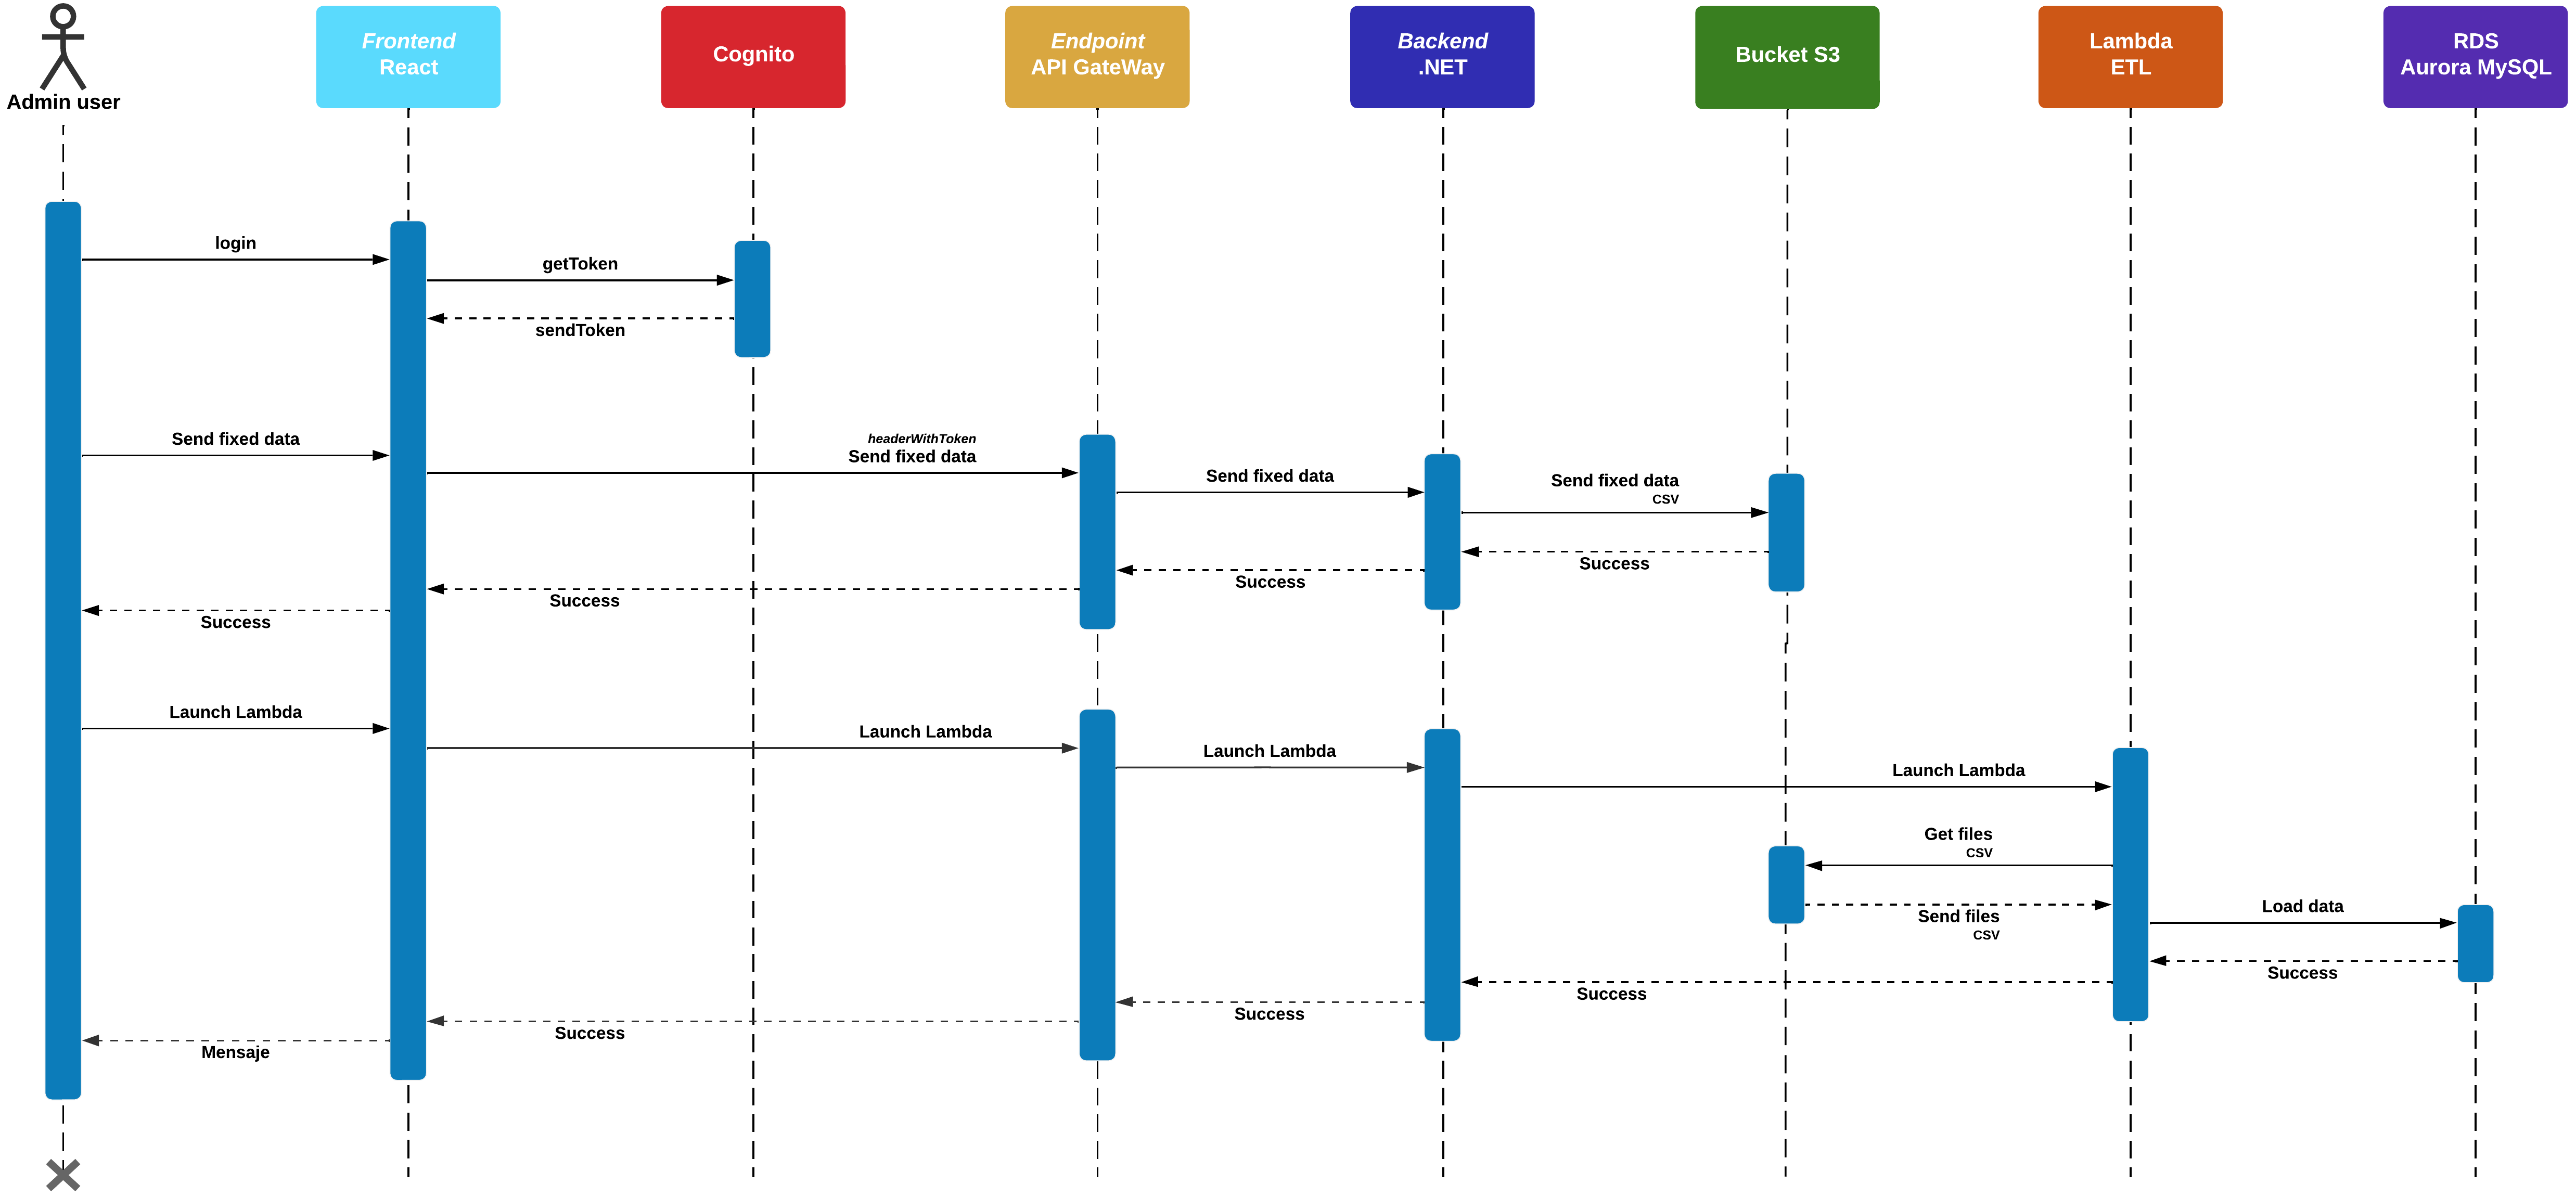 Admin user
Frontend
React
Cognito
Endpoint
API GateWay
Backend
.NET
Bucket S3
Lambda
ETL
RDS
Aurora MySQL
login
getToken
sendToken
Send fixed data
headerWithToken
Send fixed data
Send fixed data
Send fixed data
CSV
Success
Success
Success
Success
Launch Lambda
Launch Lambda
Launch Lambda
Launch Lambda
Get files
CSV
Send files
CSV
Load data
Success
Success
Success
Success
Mensaje